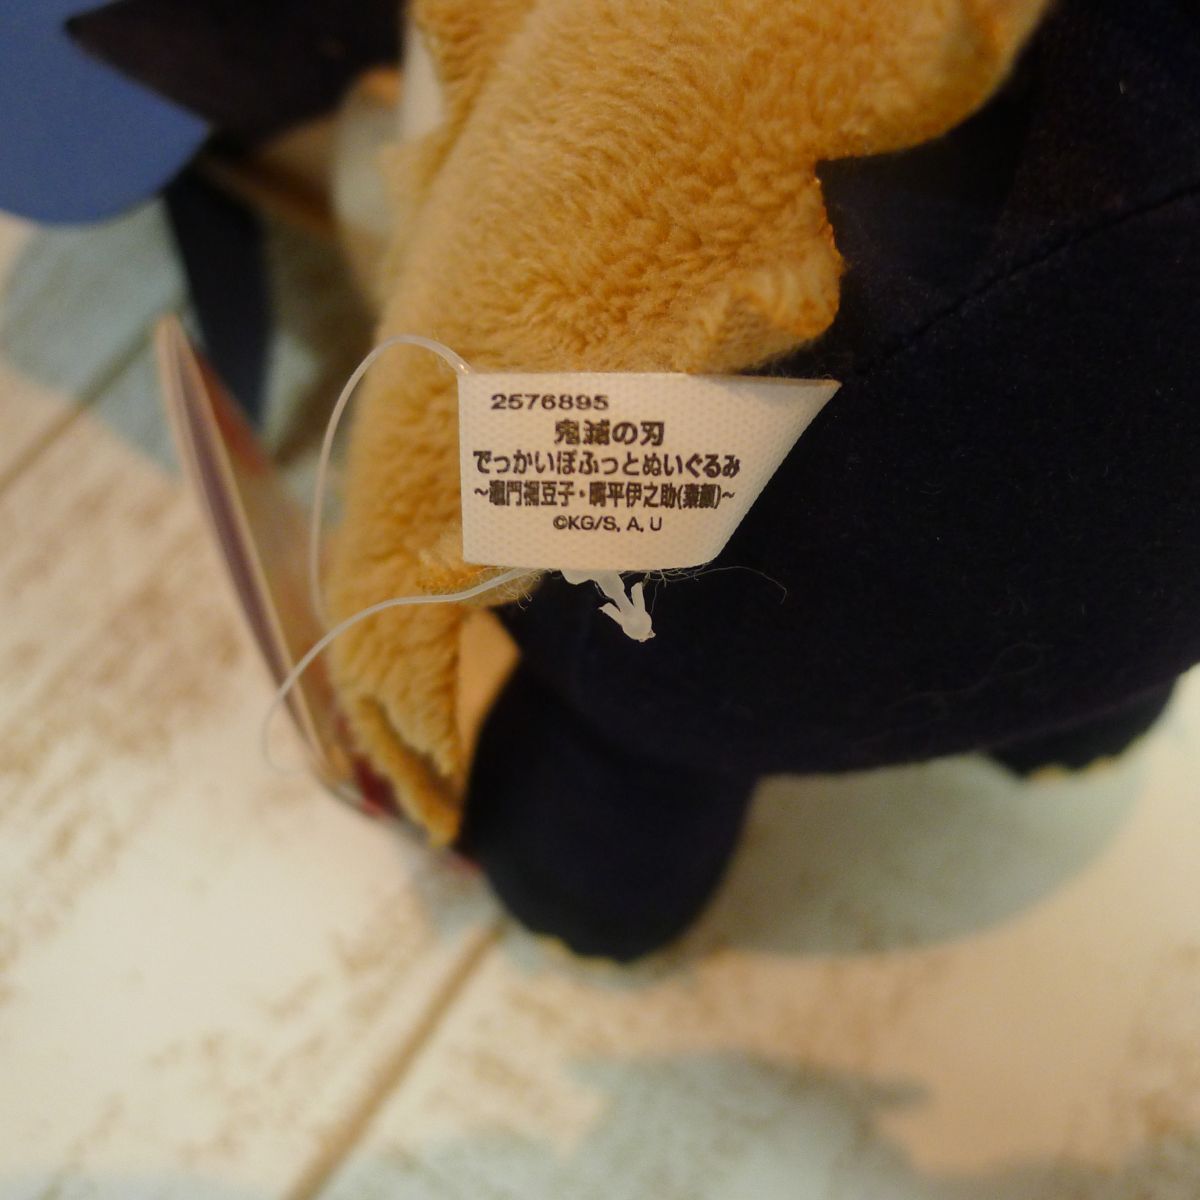 2576895
鬼滅の刃
でっかいぽふっとぬいぐるみ
~竈門禰豆子・嘴平伊之助(素顔)~
©KG/S, A, U